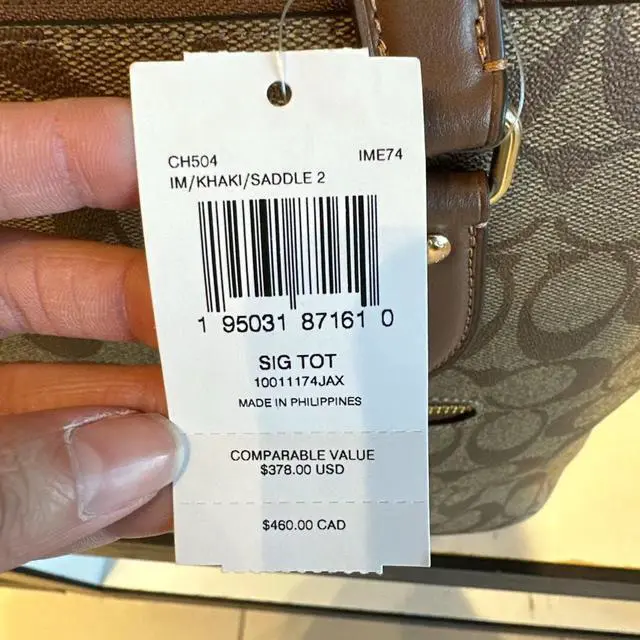 CH504 IME74
IM/KHAKI/SADDLE 2
1 95031 87161 0
SIG TOT
10011174JAX
MADE IN PHILIPPINES
COMPARABLE VALUE
$378.00 USD
$460.00 CAD